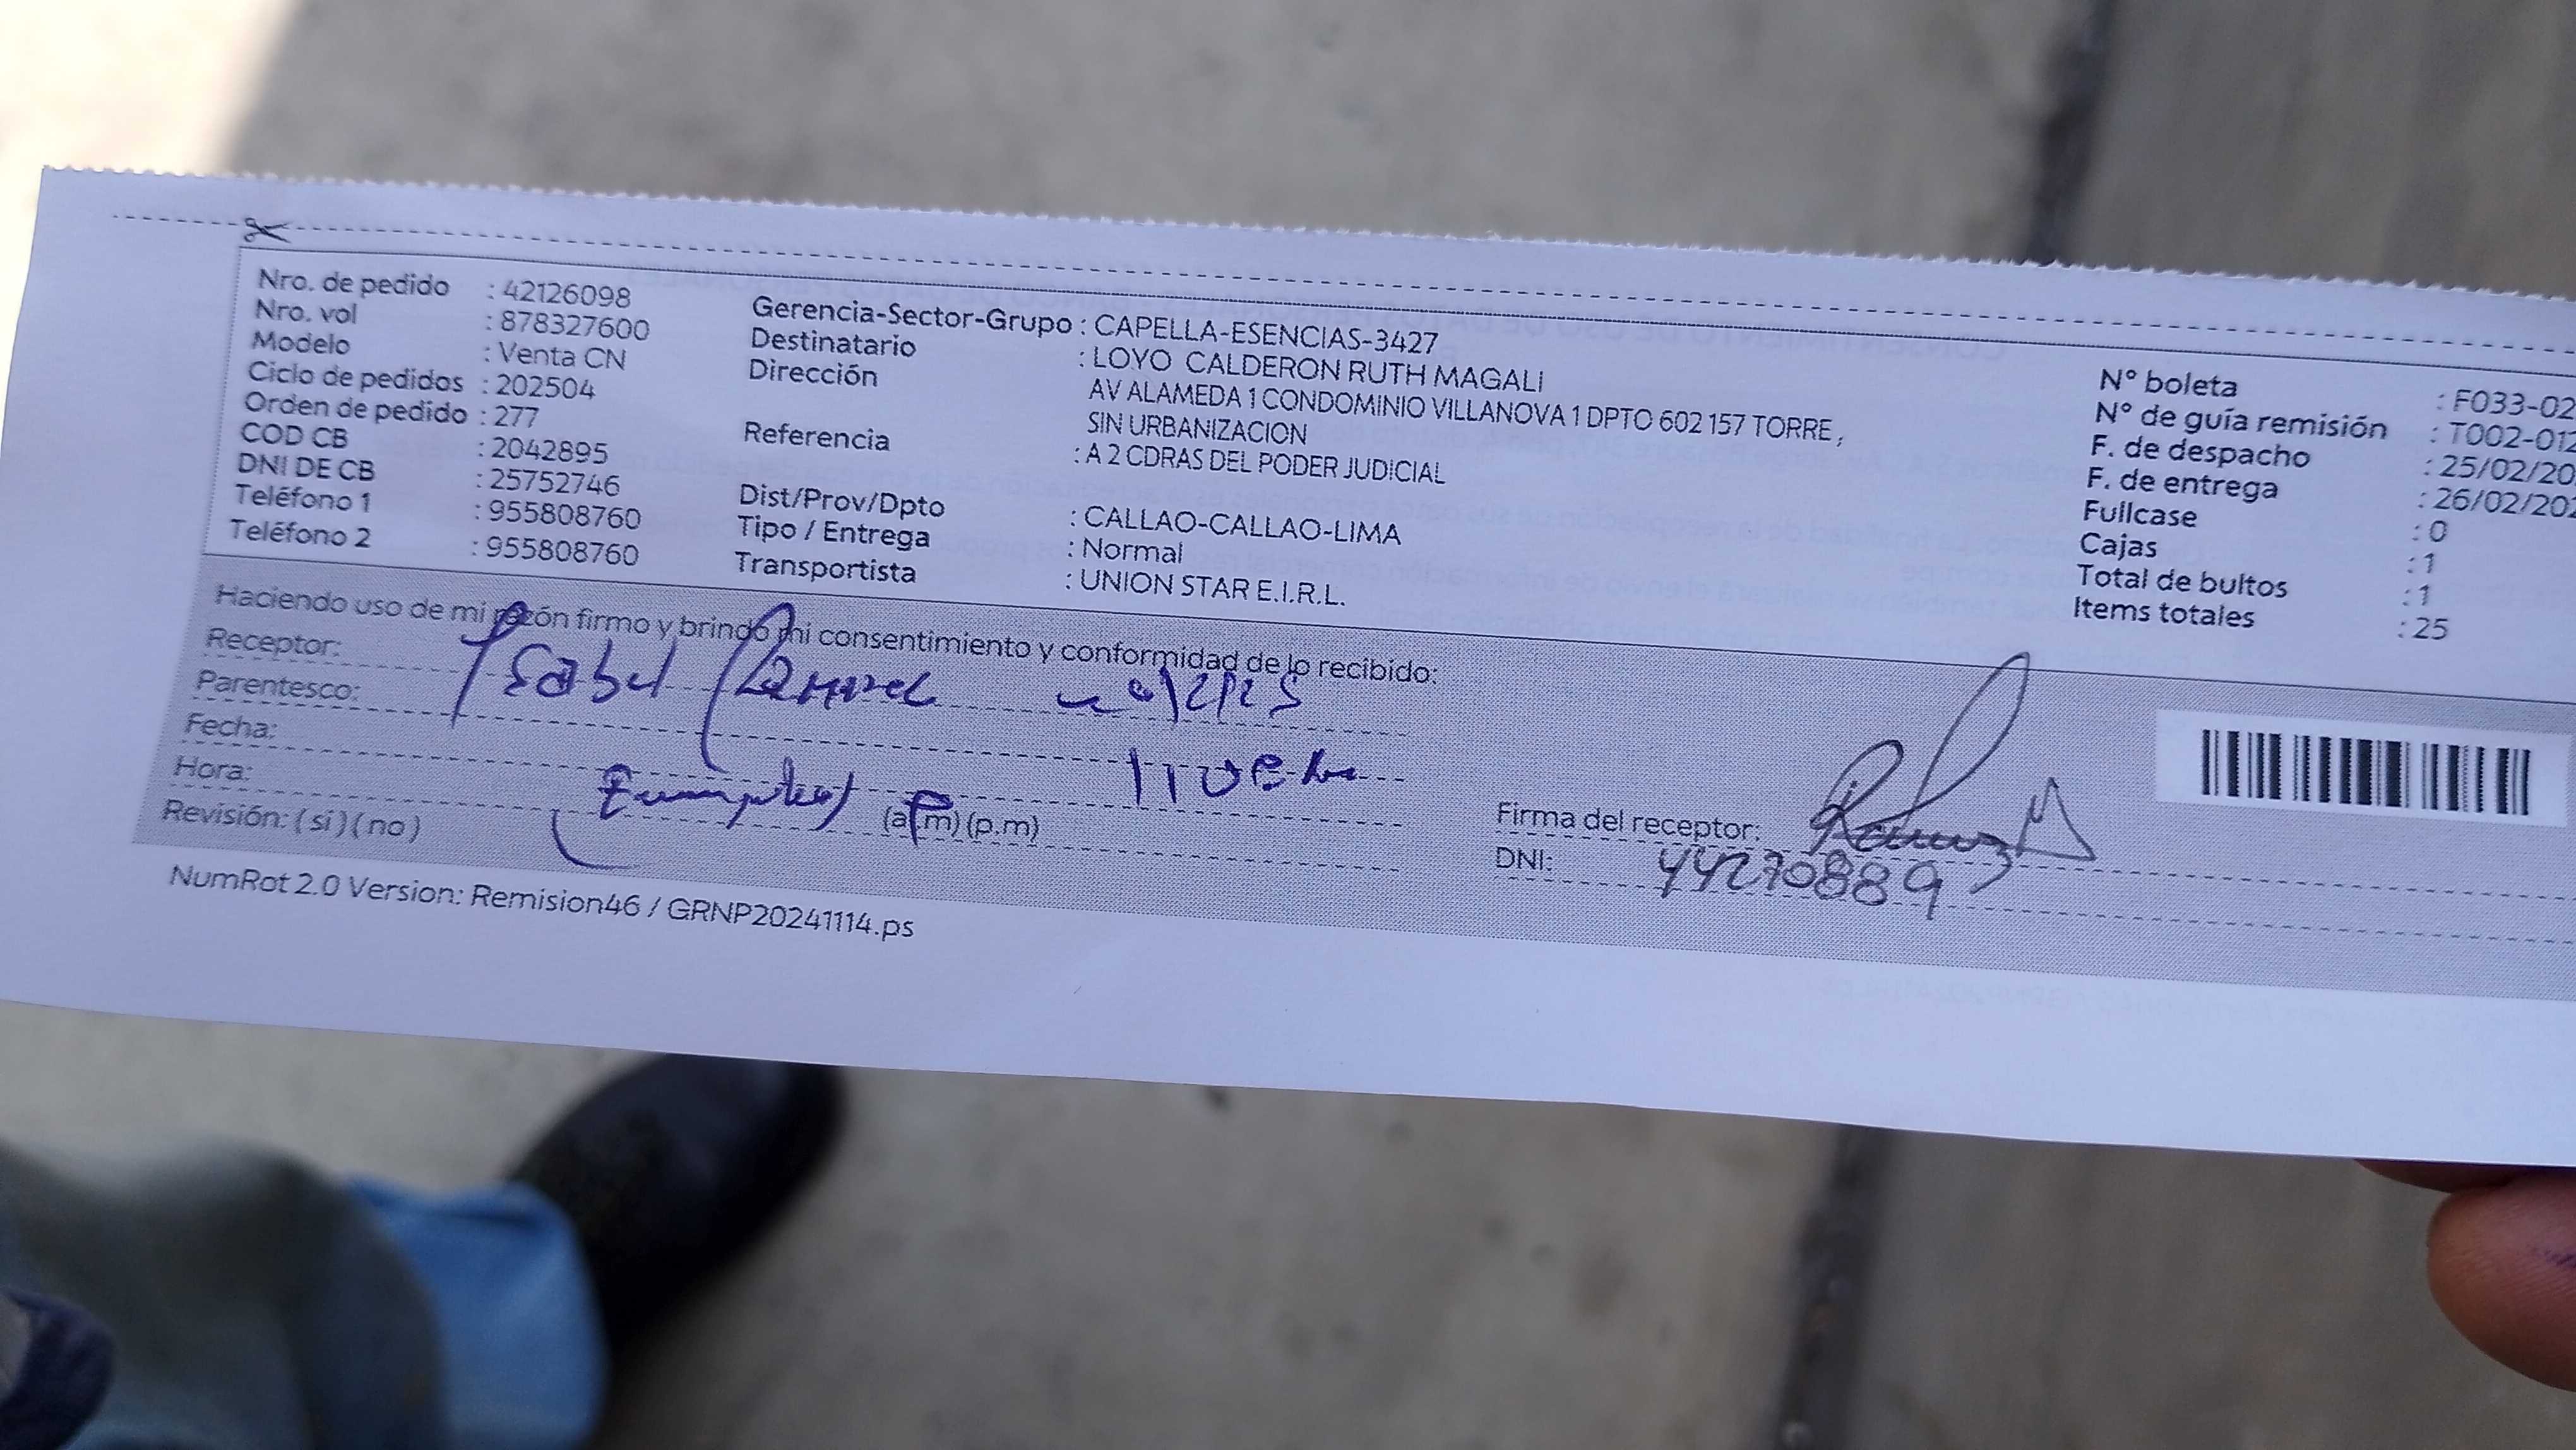 Nro. de pedido : 42126098
Nro. vol : 878327600
Modelo : Venta CN
Ciclo de pedidos : 202504
Orden de pedido : 277
COD CB : 2042895
DNI DE CB : 25752746
Teléfono 1 : 955808760
Teléfono 2 : 955808760
Gerencia-Sector-Grupo : CAPELLA-ESENCIAS-3427
Destinatario : LOYO CALDERON RUTH MAGALI
Dirección AV ALAMEDA 1 CONDOMINIO VILLANOVA 1 DPTO 602 157 TORRE ,
SIN URBANIZACION
Referencia : A 2 CDRAS DEL PODER JUDICIAL
Dist/Prov/Dpto : CALLAO-CALLAO-LIMA
Tipo / Entrega : Normal
Transportista : UNION STAR E.I.R.L.
N° boleta : F033-02
N° de guía remisión : T002-012
F. de despacho : 25/02/20
F. de entrega : 26/02/202
Fullcase : 0
Cajas : 1
Total de bultos : 1
Items totales : 25
Haciendo uso de mi razón firmo y brindo mi consentimiento y conformidad de lo recibido:
Receptor: Isabel
Parentesco:
Fecha:
Hora: (a.m) (p.m)
Revisión: ( si ) ( no )
Firma del receptor:
DNI: 44270889
NumRot 2.0 Version: Remision46 / GRNP20241114.ps